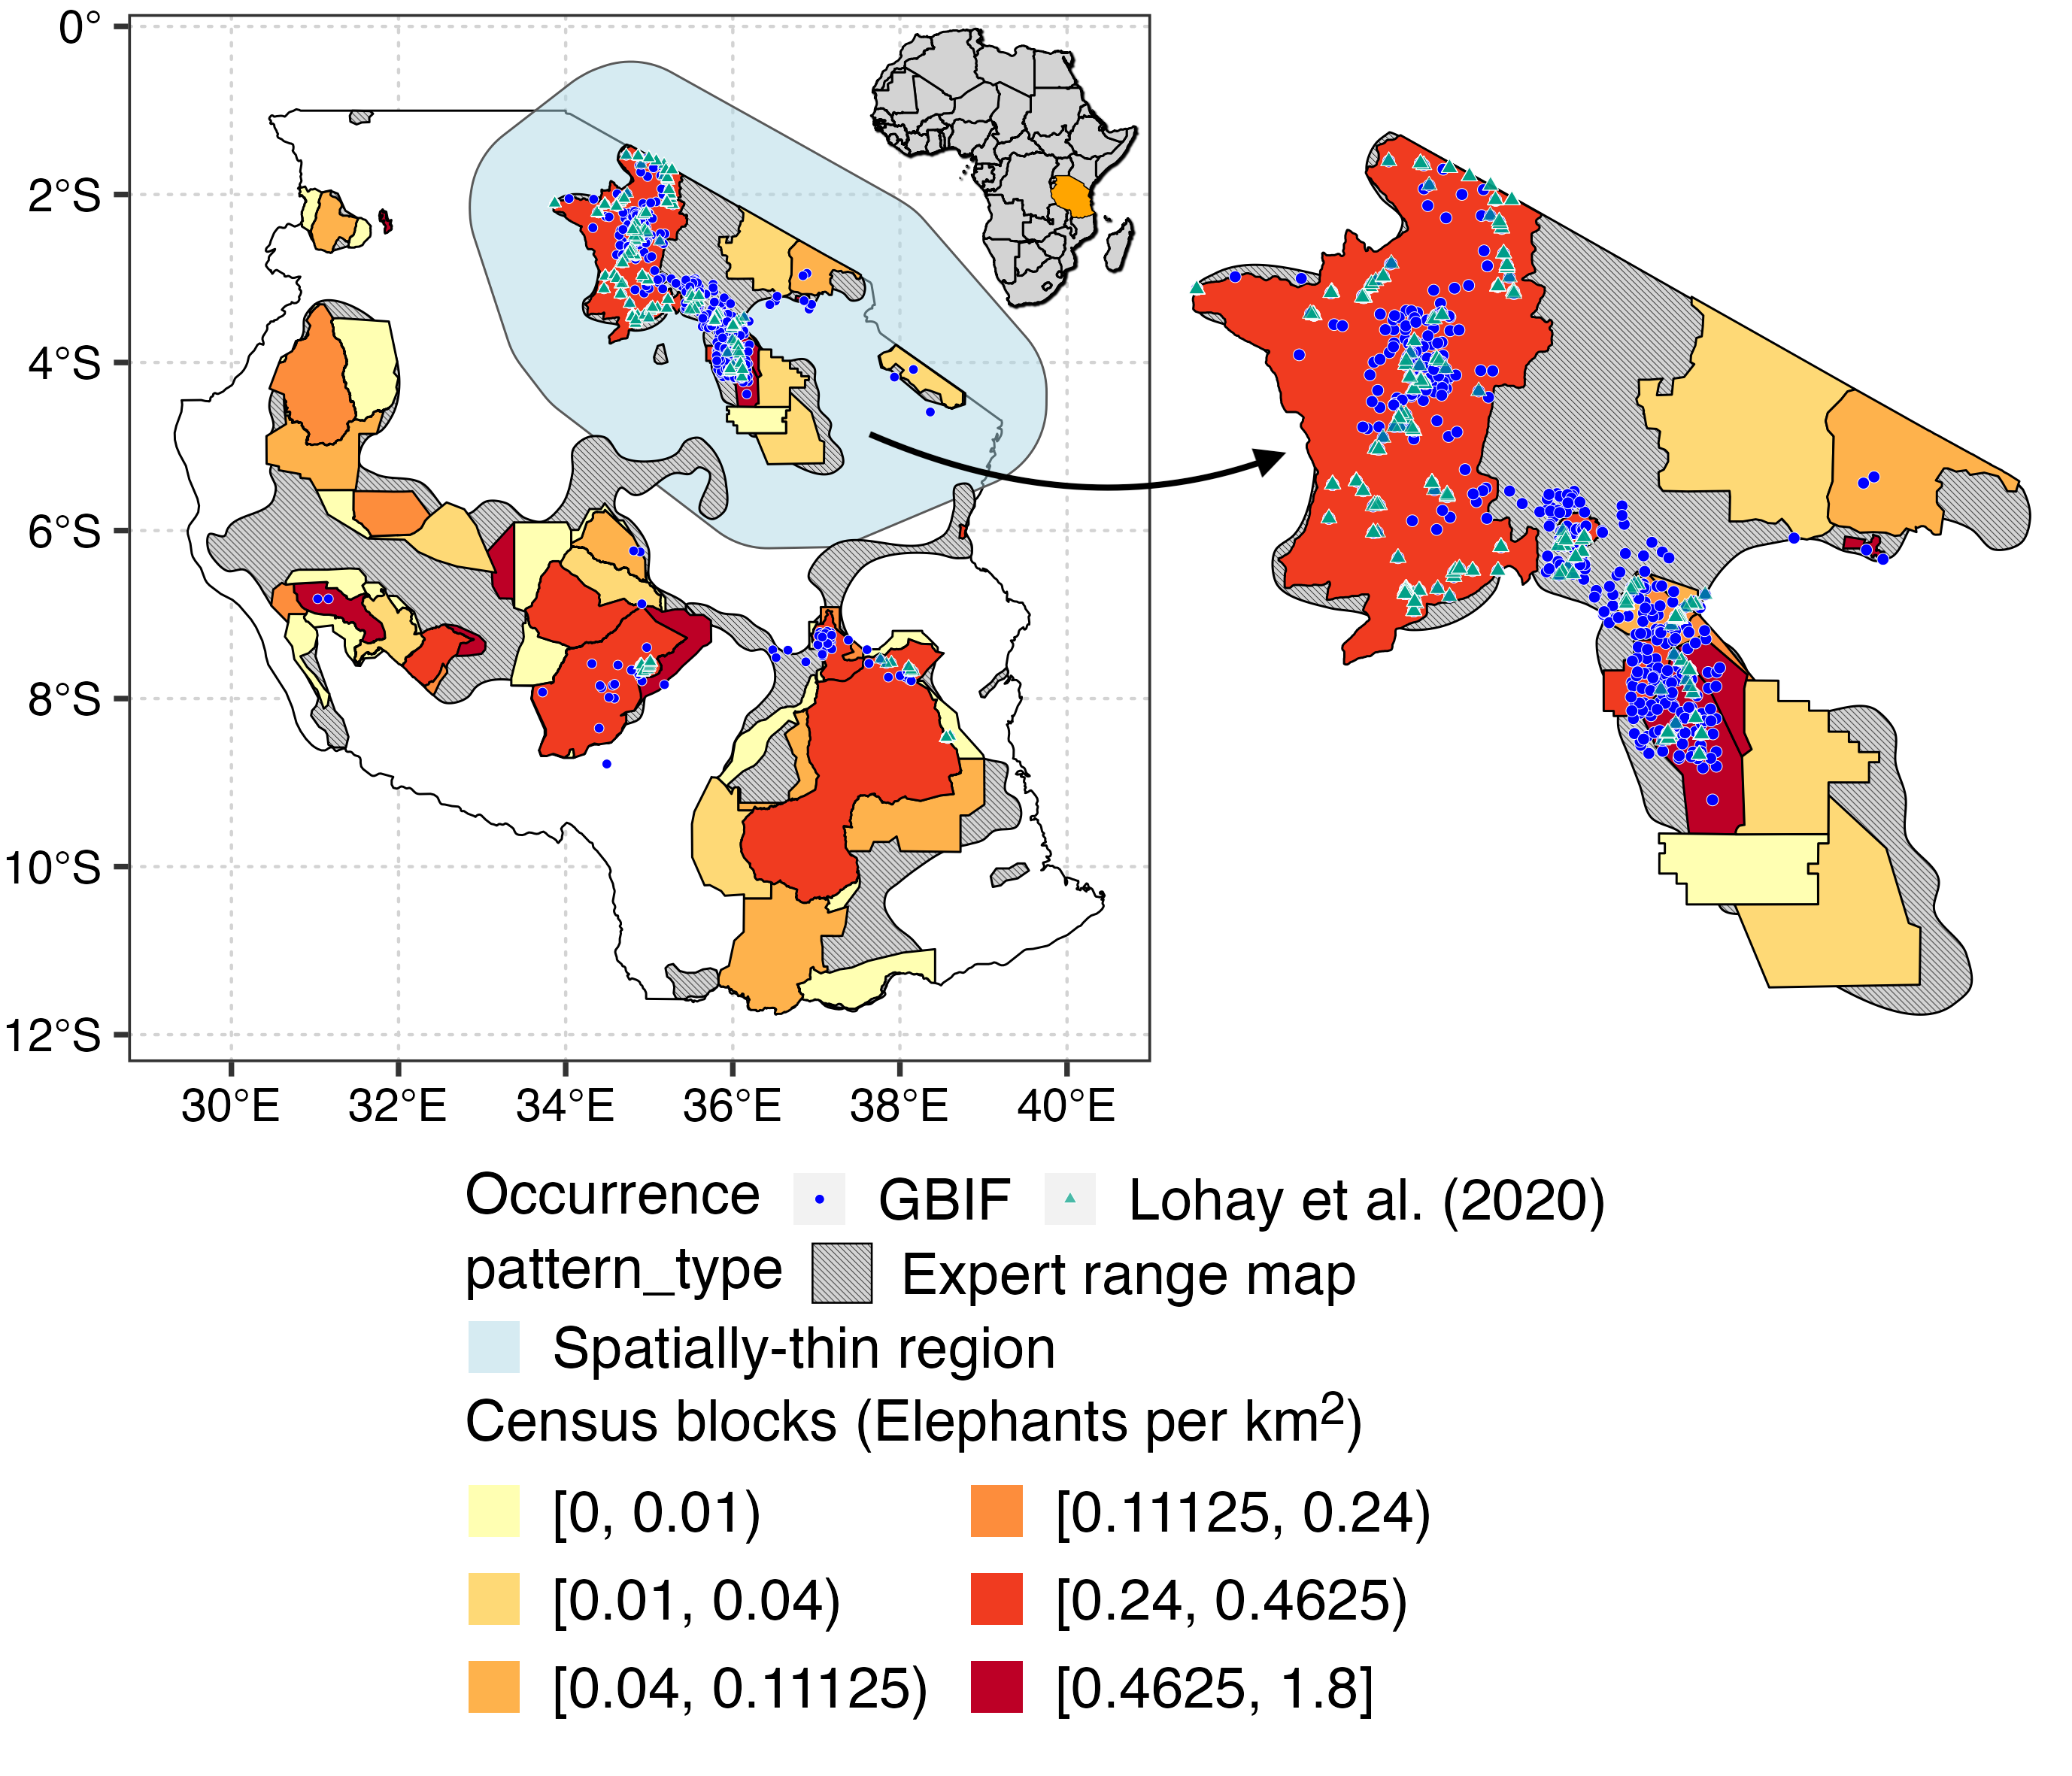 0°
2°S
4°S
6°S
8°S
10°S
12°S
30°E 32°E 34°E 36°E 38°E 40°E
Occurrence GBIF Lohay et al. (2020)
pattern_type Expert range map
Spatially-thin region
Census blocks (Elephants per km²)
[0, 0.01) [0.11125, 0.24)
[0.01, 0.04) [0.24, 0.4625)
[0.04, 0.11125) [0.4625, 1.8]